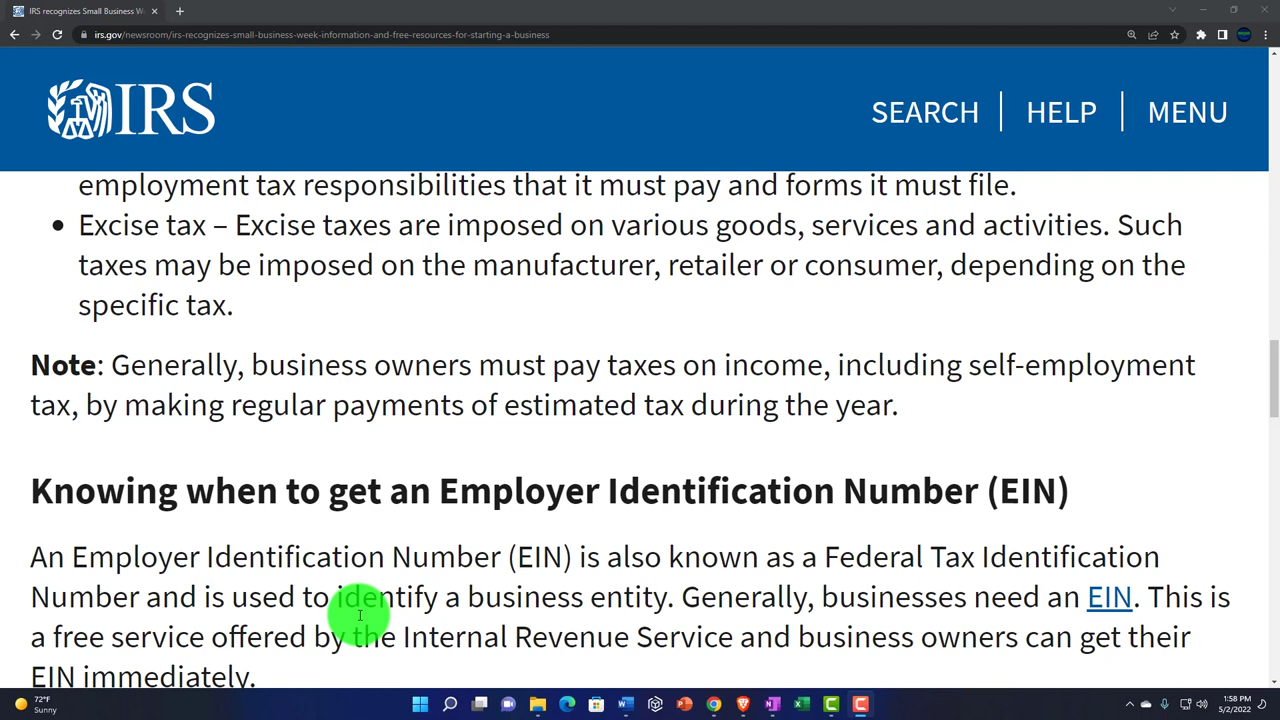 IRS recognizes Small Business We
irs.gov/newsroom/irs-recognizes-small-business-week-information-and-free-resources-for-starting-a-business
IRS
SEARCH
HELP
MENU
employment tax responsibilities that it must pay and forms it must file.
• Excise tax – Excise taxes are imposed on various goods, services and activities. Such
taxes may be imposed on the manufacturer, retailer or consumer, depending on the
specific tax.
Note: Generally, business owners must pay taxes on income, including self-employment
tax, by making regular payments of estimated tax during the year.
Knowing when to get an Employer Identification Number (EIN)
An Employer Identification Number (EIN) is also known as a Federal Tax Identification
Number and is used to identify a business entity. Generally, businesses need an EIN. This is
a free service offered by the Internal Revenue Service and business owners can get their
EIN immediately.
72°F
Sunny
1:58 PM
5/2/2022